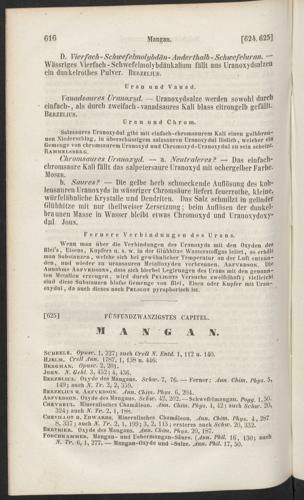 616 Mangan. [624. 625]
D. Vierfach-Schwefelmolybdän-Anderthalb-Schwefeluran. —
Wässriges Vierfach-Schwefelmolybdänkalium fällt aus Uranoxydsalzen
ein dunkelrothes Pulver. BERZELIUS.
Uran und Vanad.
Vanadsaures Uranoxyd. — Uranoxydsalze werden sowohl durch
einfach-, als durch zweifach-vanadsaures Kali blass citrongelb gefällt.
BERZELIUS.
Uran und Chrom.
Salzsaures Uranoxydul gibt mit einfach-chromsaurem Kali einen gelbbrau-
nen Niederschlag, in überschüssigem salzsauren Uranoxydul löslich, welcher ein
Gemenge von chromsaurem Uranoxyd und Chromoxyd-Uranoxydul zu sein scheint.
RAMMELSBERG.
Chromsaures Uranoxyd. — a. Neutraleres? — Das einfach-
chromsaure Kali fällt das salpetersaure Uranoxyd mit ochergelber Farbe.
MOSER.
b. Saures? — Die gelbe herb schmeckende Auflösung des koh-
lensauren Uranoxyds in wässriger Chromsäure liefert feuerrothe, kleine,
würfelähnliche Krystalle und Dendriten. Das Salz schmilzt in gelinder
Glühhitze mit nur theilweiser Zersetzung; beim Auflösen der dunkel-
braunen Masse in Wasser bleibt etwas Chromoxyd und Uranoxydoxy-
dul. JOHN.
Fernere Verbindungen des Urans.
Wenn man über die Verbindungen des Uranoxyds mit den Oxyden des
Blei's, Eisens, Kupfers u. s. w. in der Glühhitze Wasserstoffgas leitet, so erhält
man Substanzen, welche sich bei gewöhnlicher Temperatur an der Luft entzün-
den, und wieder zu uransauren Metalloxyden verbrennen. ARFVEDSON. Die
Annahme ARFVEDSONS, dass sich hierbei Legirungen des Urans mit den genann-
ten Metallen erzeugen, wird durch PELIGOTS Versuche zweifelhaft; vielleicht
sind diese Substanzen blofse Gemenge von Blei, Eisen oder Kupfer mit Uran-
oxydul, da auch dieses nach PELIGOT pyrophorisch ist.
[625] FÜNFUNDZWANZIGSTES CAPITEL.
MANGAN.
SCHEELE. Opusc. 1, 227; auch Crell N. Entd. 1, 112 u. 140.
HJELM. Crell Ann. 1787, 1, 158 u. 446.
BERGMAN. Opusc. 2, 201.
JOHN. N. Gehl. 3, 452; 4, 436.
BERZELIUS. Oxyde des Mangans. Schw. 7, 76. — Ferner: Ann. Chim. Phys. 5,
149; auch N. Tr. 2, 2, 359.
BERZELIUS u. ARFVEDSON. Ann. Chim. Phys. 6, 204.
ARFVEDSON. Oxyde des Mangans. Schw. 42, 202. — Schwefelmangan. Pogg. 1, 50.
CHEVREUL. Mineralisches Chamäleon. Ann. Chim. Phys. 4, 42; auch Schw. 20,
324; auch N. Tr. 2, 1, 188.
CHEVILLOT u. EDWARDS. Mineralisches Chamäleon. Ann. Chim. Phys. 4, 287
8, 337; auch N. Tr. 2, 1, 199; 3, 2, 113; ersteres auch Schw. 20, 332.
BERTHIER. Oxyde des Mangans. Ann. Chim. Phys. 20, 187.
FORCHHAMMER. Mangan- und Uebermangan-Säure. (Ann. Phil. 16, 130; auch
N. Tr. 6, 1, 277. — Mangan-Oxyde und -Salze. Ann. Phil. 17, 50.